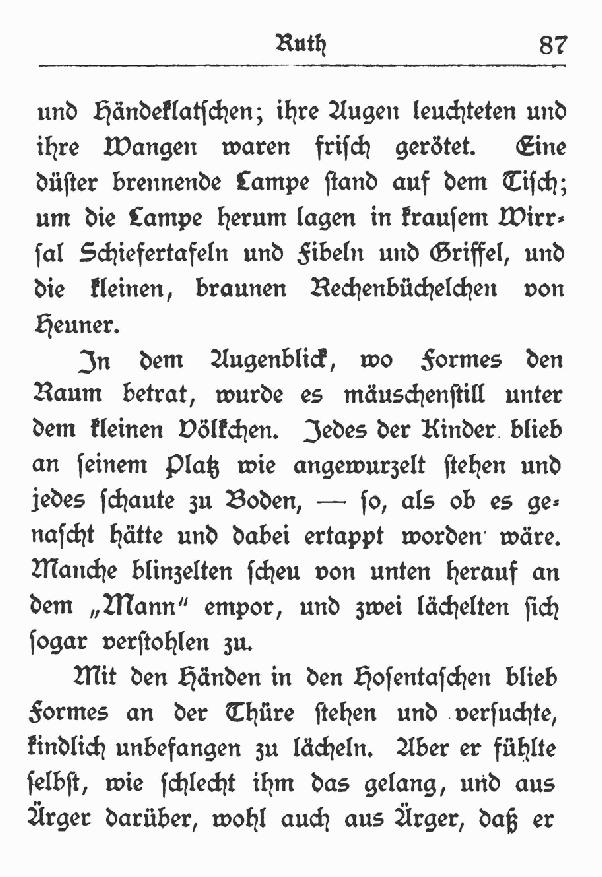 Ruth 87
und Händeklatschen; ihre Augen leuchteten und
ihre Wangen waren frisch gerötet. Eine
düster brennende Lampe stand auf dem Tisch;
um die Lampe herum lagen in krausem Wirr-
sal Schiefertafeln und Fibeln und Griffel, und
die kleinen, braunen Rechenbüchelchen von
Heuner.
In dem Augenblick, wo Formes den
Raum betrat, wurde es mäuschenstill unter
dem kleinen Völkchen. Jedes der Kinder blieb
an seinem Platz wie angewurzelt stehen und
jedes schaute zu Boden, — so, als ob es ge-
nascht hätte und dabei ertappt worden wäre.
Manche blinzelten scheu von unten herauf an
dem „Mann“ empor, und zwei lächelten sich
sogar verstohlen zu.
Mit den Händen in den Hosentaschen blieb
Formes an der Thüre stehen und versuchte,
kindlich unbefangen zu lächeln. Aber er fühlte
selbst, wie schlecht ihm das gelang, und aus
Ärger darüber, wohl auch aus Ärger, daß er